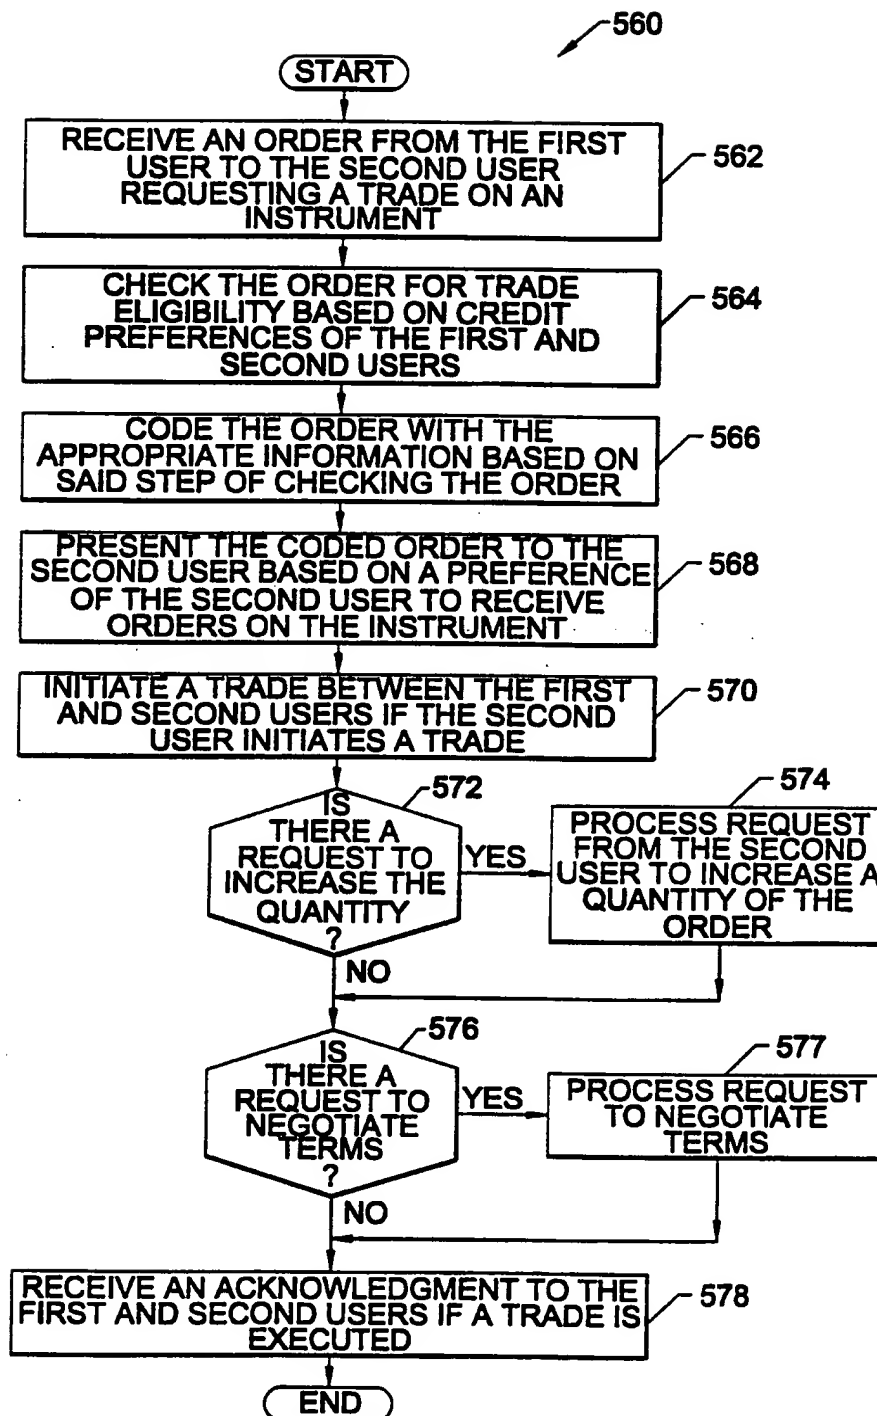 560
START
RECEIVE AN ORDER FROM THE FIRST
USER TO THE SECOND USER
REQUESTING A TRADE ON AN
INSTRUMENT
562
CHECK THE ORDER FOR TRADE
ELIGIBILITY BASED ON CREDIT
PREFERENCES OF THE FIRST AND
SECOND USERS
564
CODE THE ORDER WITH THE
APPROPRIATE INFORMATION BASED ON
SAID STEP OF CHECKING THE ORDER
566
PRESENT THE CODED ORDER TO THE
SECOND USER BASED ON A PREFERENCE
OF THE SECOND USER TO RECEIVE
ORDERS ON THE INSTRUMENT
568
INITIATE A TRADE BETWEEN THE FIRST
AND SECOND USERS IF THE SECOND
USER INITIATES A TRADE
570
572
IS
THERE A
REQUEST TO
INCREASE THE
QUANTITY
?
YES
NO
574
PROCESS REQUEST
FROM THE SECOND
USER TO INCREASE A
QUANTITY OF THE
ORDER
576
IS
THERE A
REQUEST TO
NEGOTIATE
TERMS
?
YES
NO
577
PROCESS REQUEST
TO NEGOTIATE
TERMS
RECEIVE AN ACKNOWLEDGMENT TO THE
FIRST AND SECOND USERS IF A TRADE IS
EXECUTED
578
END